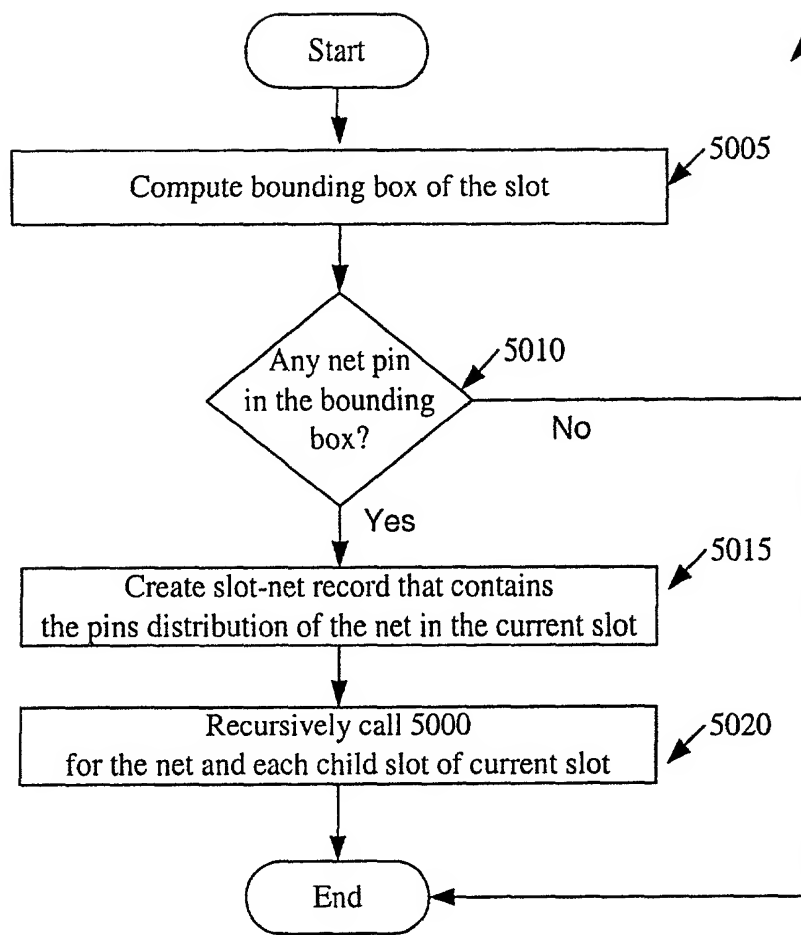 Start
5005
Compute bounding box of the slot
5010
Any net pin
in the bounding
box?
No
Yes
5015
Create slot-net record that contains
the pins distribution of the net in the current slot
5020
Recursively call 5000
for the net and each child slot of current slot
End